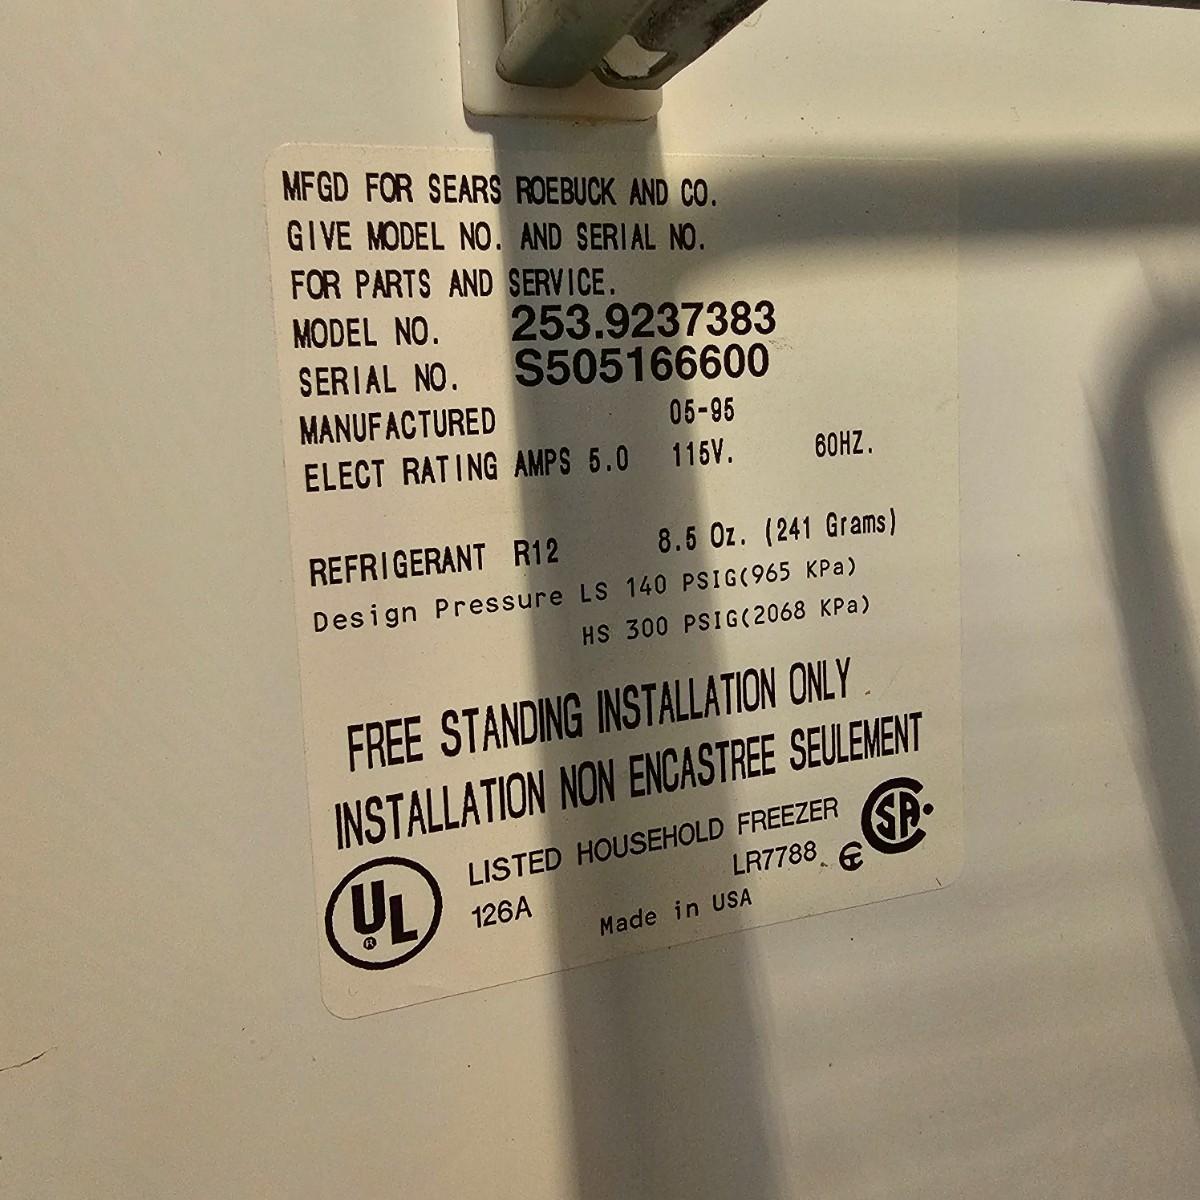 MFGD FOR SEARS ROEBUCK AND CO.
GIVE MODEL NO. AND SERIAL NO.
FOR PARTS AND SERVICE.
MODEL NO. 253.9237383
SERIAL NO. S505166600
MANUFACTURED 05-95
ELECT RATING AMPS 5.0 115V. 60HZ.
REFRIGERANT R12 8.5 Oz. (241 Grams)
Design Pressure LS 140 PSIG(965 KPa)
HS 300 PSIG(2068 KPa)
FREE STANDING INSTALLATION ONLY
INSTALLATION NON ENCASTREE SEULEMENT
UL ® LISTED HOUSEHOLD FREEZER SA
126A LR7788
Made in USA